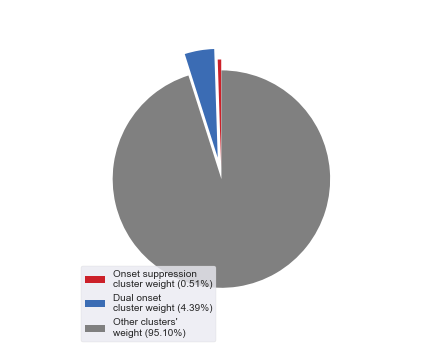 Onset suppression
cluster weight (0.51%)
Dual onset
cluster weight (4.39%)
Other clusters'
weight (95.10%)